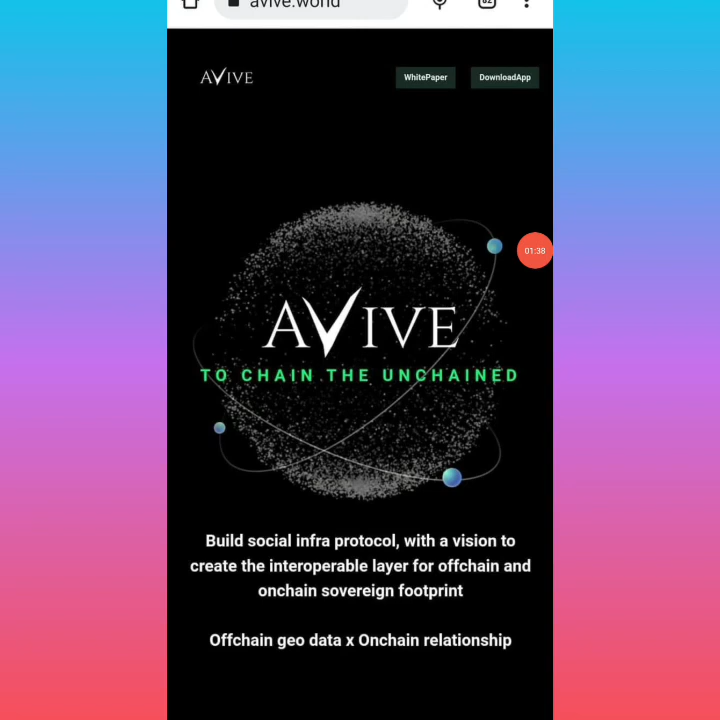 avive.world
62
AVIVE
WhitePaper
DownloadApp
01:38
AVIVE
TO CHAIN THE UNCHAINED
Build social infra protocol, with a vision to
create the interoperable layer for offchain and
onchain sovereign footprint
Offchain geo data x Onchain relationship